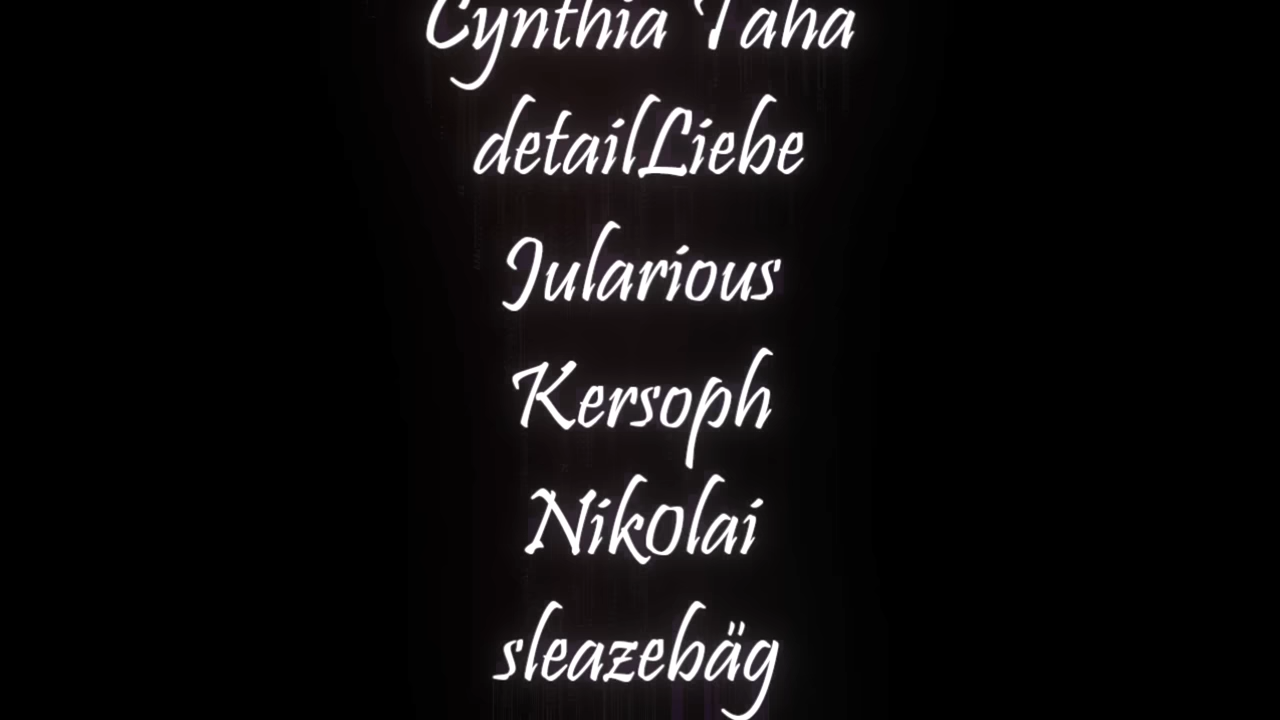 Cynthia Taha
detailLiebe
Jularious
Kersoph
Nik0lai
sleazebäg